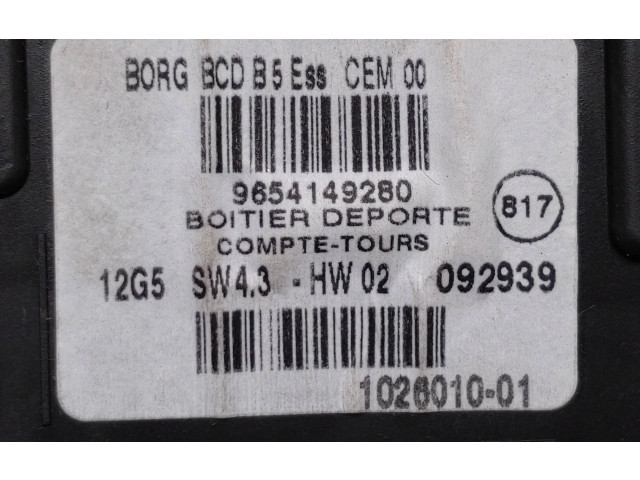 BORG BCD B5 Ess CEM 00
9654149280
BOITIER DEPORTE
817
COMPTE-TOURS
12G5 SW4.3 - HW 02 092939
1026010-01